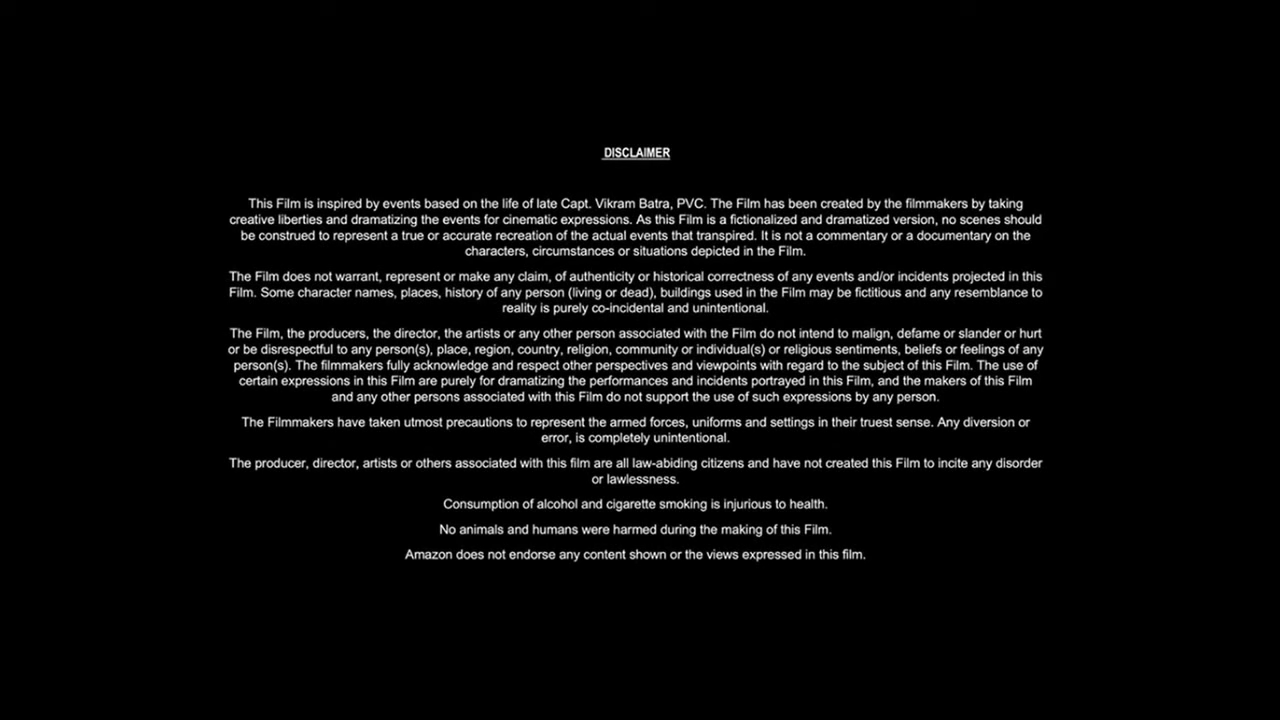 DISCLAIMER
This Film is inspired by events based on the life of late Capt. Vikram Batra, PVC. The Film has been created by the filmmakers by taking
creative liberties and dramatizing the events for cinematic expressions. As this Film is a fictionalized and dramatized version, no scenes should
be construed to represent a true or accurate recreation of the actual events that transpired. It is not a commentary or a documentary on the
characters, circumstances or situations depicted in the Film.
The Film does not warrant, represent or make any claim, of authenticity or historical correctness of any events and/or incidents projected in this
Film. Some character names, places, history of any person (living or dead), buildings used in the Film may be fictitious and any resemblance to
reality is purely co-incidental and unintentional.
The Film, the producers, the director, the artists or any other person associated with the Film do not intend to malign, defame or slander or hurt
or be disrespectful to any person(s), place, region, country, religion, community or individual(s) or religious sentiments, beliefs or feelings of any
person(s). The filmmakers fully acknowledge and respect other perspectives and viewpoints with regard to the subject of this Film. The use of
certain expressions in this Film are purely for dramatizing the performances and incidents portrayed in this Film, and the makers of this Film
and any other persons associated with this Film do not support the use of such expressions by any person.
The Filmmakers have taken utmost precautions to represent the armed forces, uniforms and settings in their truest sense. Any diversion or
error, is completely unintentional.
The producer, director, artists or others associated with this film are all law-abiding citizens and have not created this Film to incite any disorder
or lawlessness.
Consumption of alcohol and cigarette smoking is injurious to health.
No animals and humans were harmed during the making of this Film.
Amazon does not endorse any content shown or the views expressed in this film.